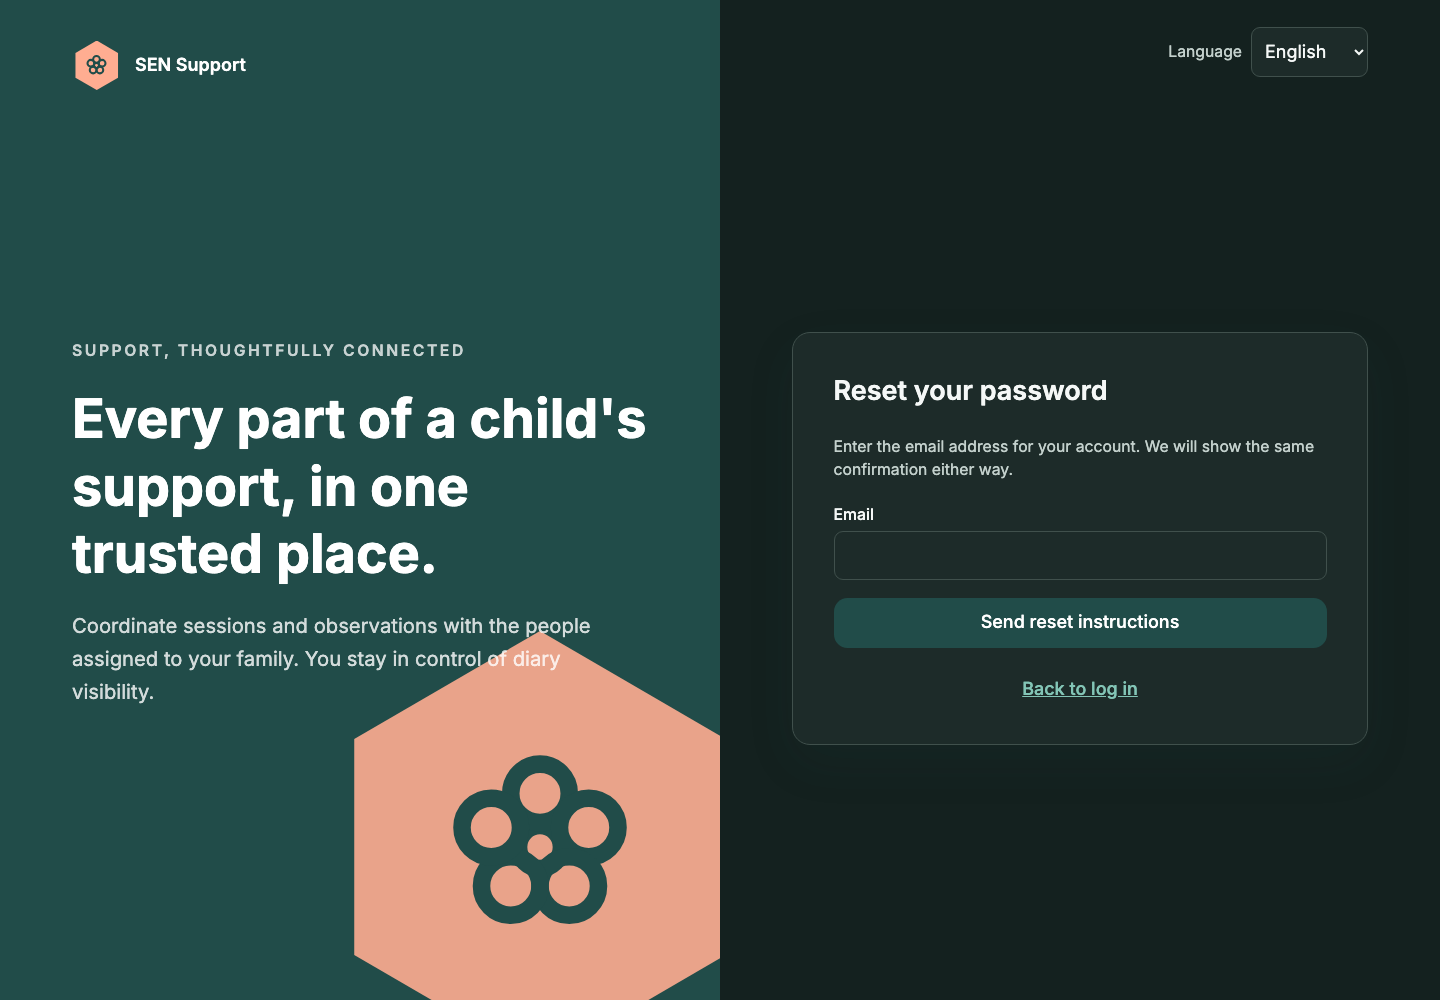 SEN Support
Language
English
SUPPORT, THOUGHTFULLY CONNECTED
Every part of a child's
support, in one
trusted place.
Coordinate sessions and observations with the people
assigned to your family. You stay in control of diary
visibility.
Reset your password
Enter the email address for your account. We will show the same
confirmation either way.
Email
Send reset instructions
Back to log in